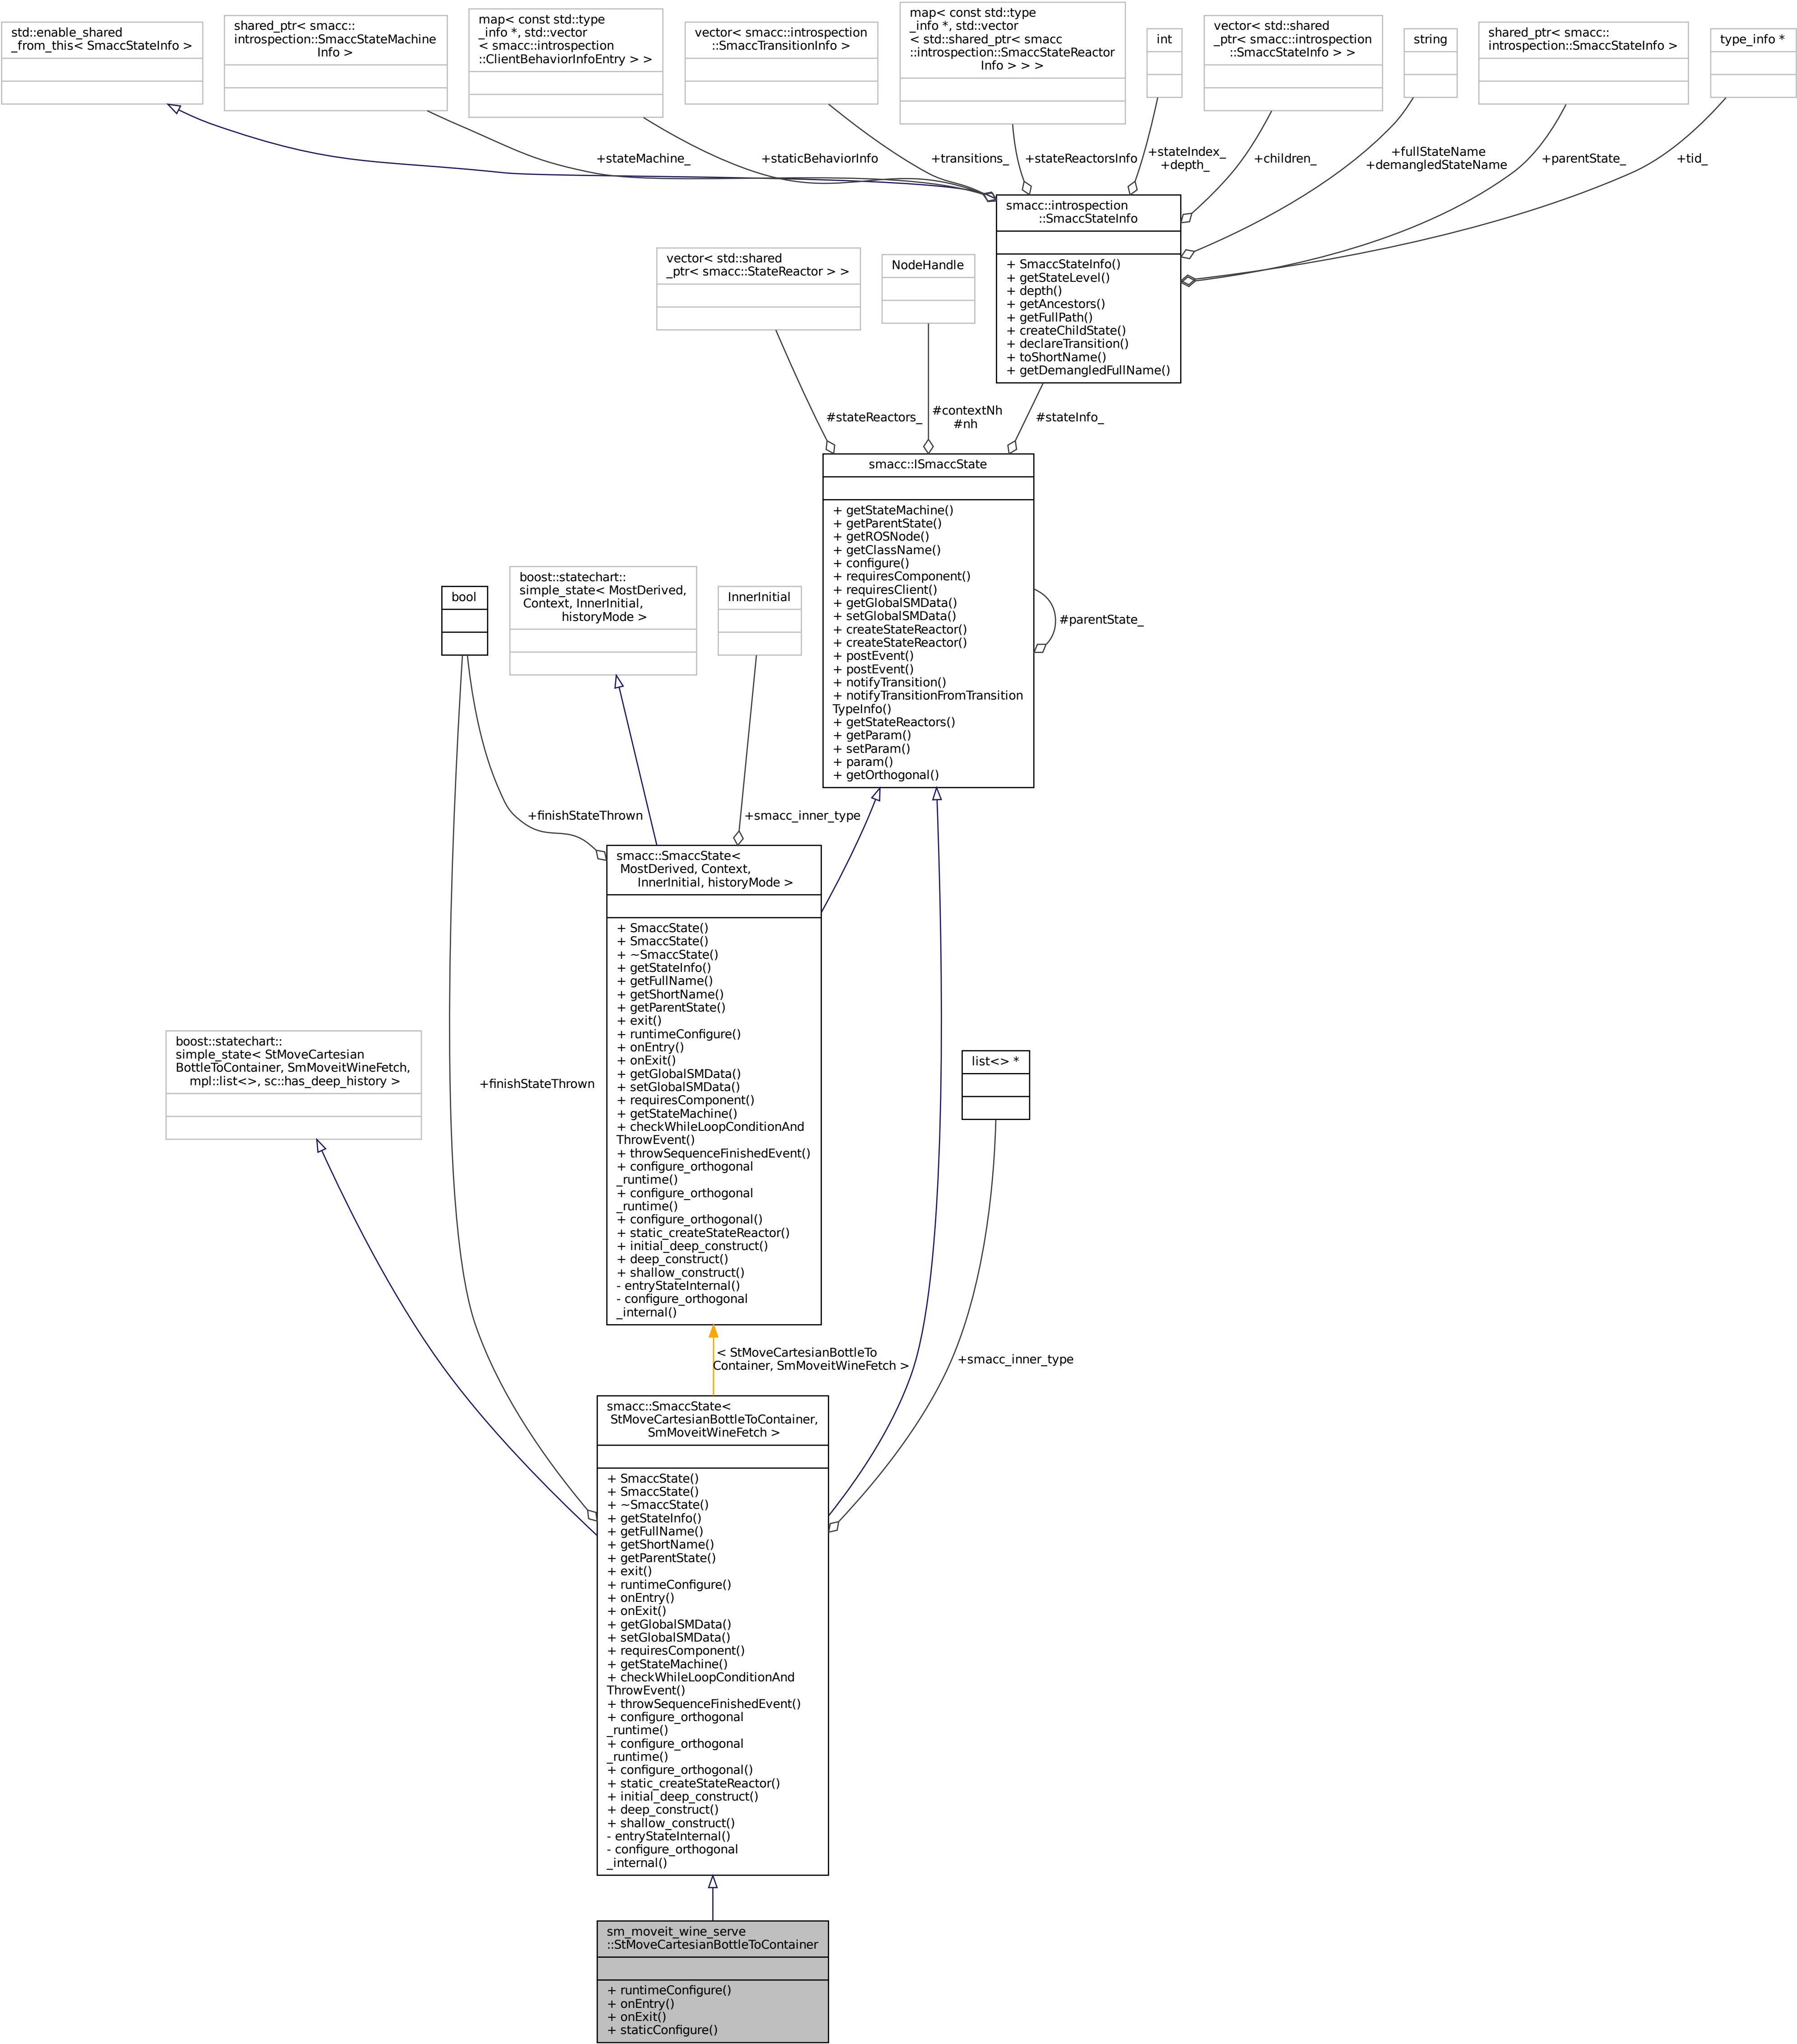 std::enable_shared
_from_this< SmaccStateInfo >
shared_ptr< smacc::
introspection::SmaccStateMachine
Info >
map< const std::type
_info *, std::vector
< smacc::introspection
::ClientBehaviorInfoEntry > >
vector< smacc::introspection
::SmaccTransitionInfo >
map< const std::type
_info *, std::vector
< std::shared_ptr< smacc
::introspection::SmaccStateReactor
Info > > >
int
vector< std::shared
_ptr< smacc::introspection
::SmaccStateInfo > >
string
shared_ptr< smacc::
introspection::SmaccStateInfo >
type_info *
+stateMachine_
+staticBehaviorInfo
+transitions_
+stateReactorsInfo
+stateIndex_
+depth_
+children_
+fullStateName
+demangledStateName
+parentState_
+tid_
smacc::introspection
::SmaccStateInfo
+ SmaccStateInfo()
+ getStateLevel()
+ depth()
+ getAncestors()
+ getFullPath()
+ createChildState()
+ declareTransition()
+ toShortName()
+ getDemangledFullName()
vector< std::shared
_ptr< smacc::StateReactor > >
NodeHandle
#stateReactors_
#contextNh
#nh
#stateInfo_
smacc::ISmaccState
+ getStateMachine()
+ getParentState()
+ getROSNode()
+ getClassName()
+ configure()
+ requiresComponent()
+ requiresClient()
+ getGlobalSMData()
+ setGlobalSMData()
+ createStateReactor()
+ createStateReactor()
+ postEvent()
+ postEvent()
+ notifyTransition()
+ notifyTransitionFromTransition
TypeInfo()
+ getStateReactors()
+ getParam()
+ setParam()
+ param()
+ getOrthogonal()
#parentState_
bool
boost::statechart::
simple_state< MostDerived,
Context, InnerInitial,
historyMode >
InnerInitial
+finishStateThrown
+smacc_inner_type
smacc::SmaccState<
MostDerived, Context,
InnerInitial, historyMode >
+ SmaccState()
+ SmaccState()
+ ~SmaccState()
+ getStateInfo()
+ getFullName()
+ getShortName()
+ getParentState()
+ exit()
+ runtimeConfigure()
+ onEntry()
+ onExit()
+ getGlobalSMData()
+ setGlobalSMData()
+ requiresComponent()
+ getStateMachine()
+ checkWhileLoopConditionAnd
ThrowEvent()
+ throwSequenceFinishedEvent()
+ configure_orthogonal
_runtime()
+ configure_orthogonal
_runtime()
+ configure_orthogonal()
+ static_createStateReactor()
+ initial_deep_construct()
+ deep_construct()
+ shallow_construct()
- entryStateInternal()
- configure_orthogonal
_internal()
boost::statechart::
simple_state< StMoveCartesian
BottleToContainer, SmMoveitWineFetch,
mpl::list<>, sc::has_deep_history >
+finishStateThrown
list<> *
< StMoveCartesianBottleTo
Container, SmMoveitWineFetch >
+smacc_inner_type
smacc::SmaccState<
StMoveCartesianBottleToContainer,
SmMoveitWineFetch >
+ SmaccState()
+ SmaccState()
+ ~SmaccState()
+ getStateInfo()
+ getFullName()
+ getShortName()
+ getParentState()
+ exit()
+ runtimeConfigure()
+ onEntry()
+ onExit()
+ getGlobalSMData()
+ setGlobalSMData()
+ requiresComponent()
+ getStateMachine()
+ checkWhileLoopConditionAnd
ThrowEvent()
+ throwSequenceFinishedEvent()
+ configure_orthogonal
_runtime()
+ configure_orthogonal
_runtime()
+ configure_orthogonal()
+ static_createStateReactor()
+ initial_deep_construct()
+ deep_construct()
+ shallow_construct()
- entryStateInternal()
- configure_orthogonal
_internal()
sm_moveit_wine_serve
::StMoveCartesianBottleToContainer
+ runtimeConfigure()
+ onEntry()
+ onExit()
+ staticConfigure()